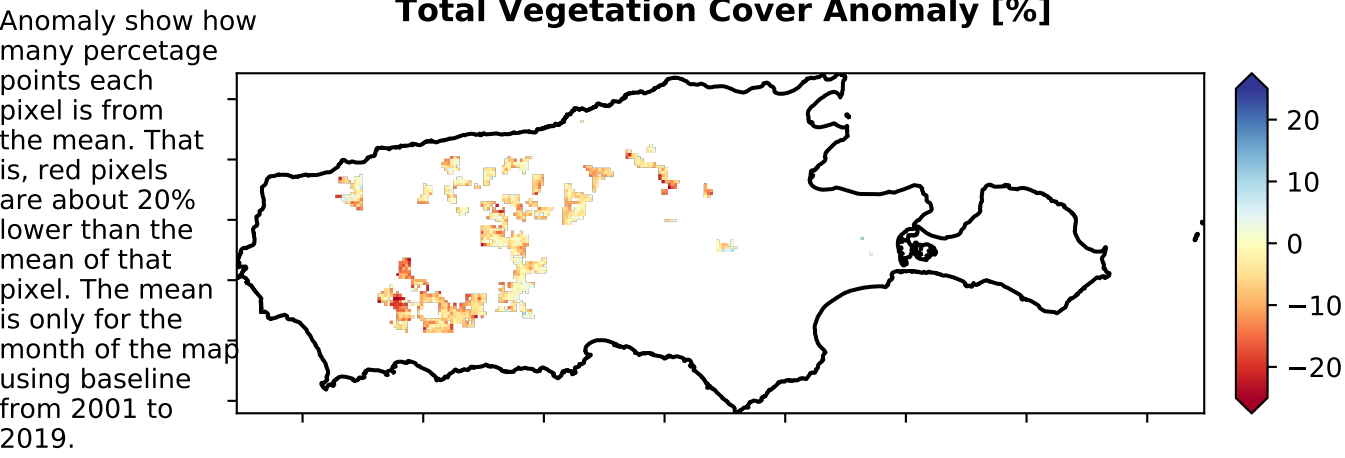 Total Vegetation Cover Anomaly [%]
Anomaly show how
many percetage
points each
pixel is from
the mean. That
is, red pixels
are about 20%
lower than the
mean of that
pixel. The mean
is only for the
month of the map
using baseline
from 2001 to
2019.
20
10
0
−10
−20